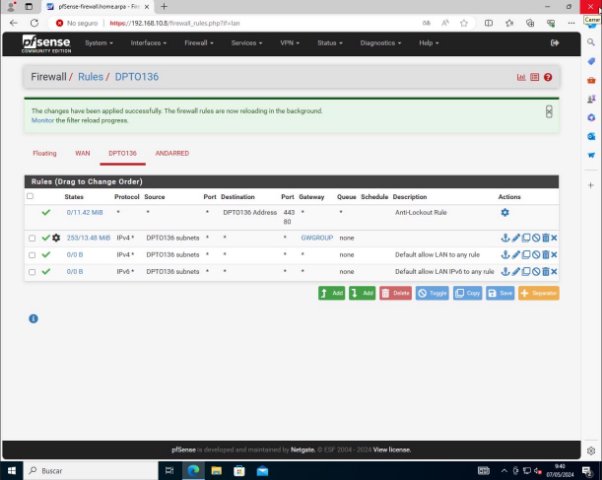 pfSense-firewall.home.arpa - Fire
No seguro
https://192.168.10.8/firewall_rules.php?if=lan
Cerrar
pfsense
COMMUNITY EDITION
System Interfaces Firewall Services VPN Status Diagnostics Help
Firewall / Rules / DPTO136
The changes have been applied successfully. The firewall rules are now reloading in the background.
Monitor the filter reload progress.
Floating WAN DPTO136 ANDARRED
Rules (Drag to Change Order)
States Protocol Source Port Destination Port Gateway Queue Schedule Description Actions
0/11.42 MiB * * * DPTO136 Address 443 * * Anti-Lockout Rule
80
253/13.48 MiB IPv4 * DPTO136 subnets * * * GWGROUP none
0/0 B IPv4 * DPTO136 subnets * * * * none Default allow LAN to any rule
0/0 B IPv6 * DPTO136 subnets * * * * none Default allow LAN IPv6 to any rule
Add Add Delete Toggle Copy Save Separator
pfSense is developed and maintained by Netgate. © ESF 2004 - 2024 View license.
Buscar
9:40
07/05/2024